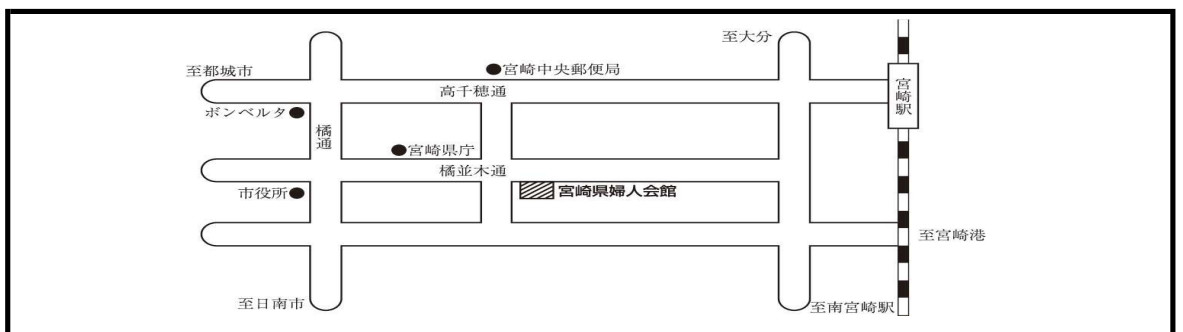 至大分
至都城市
宮崎中央郵便局
高千穂通
宮崎駅
ボンベルタ
橘通
宮崎県庁
橘並木通
市役所
宮崎県婦人会館
至宮崎港
至日南市
至南宮崎駅